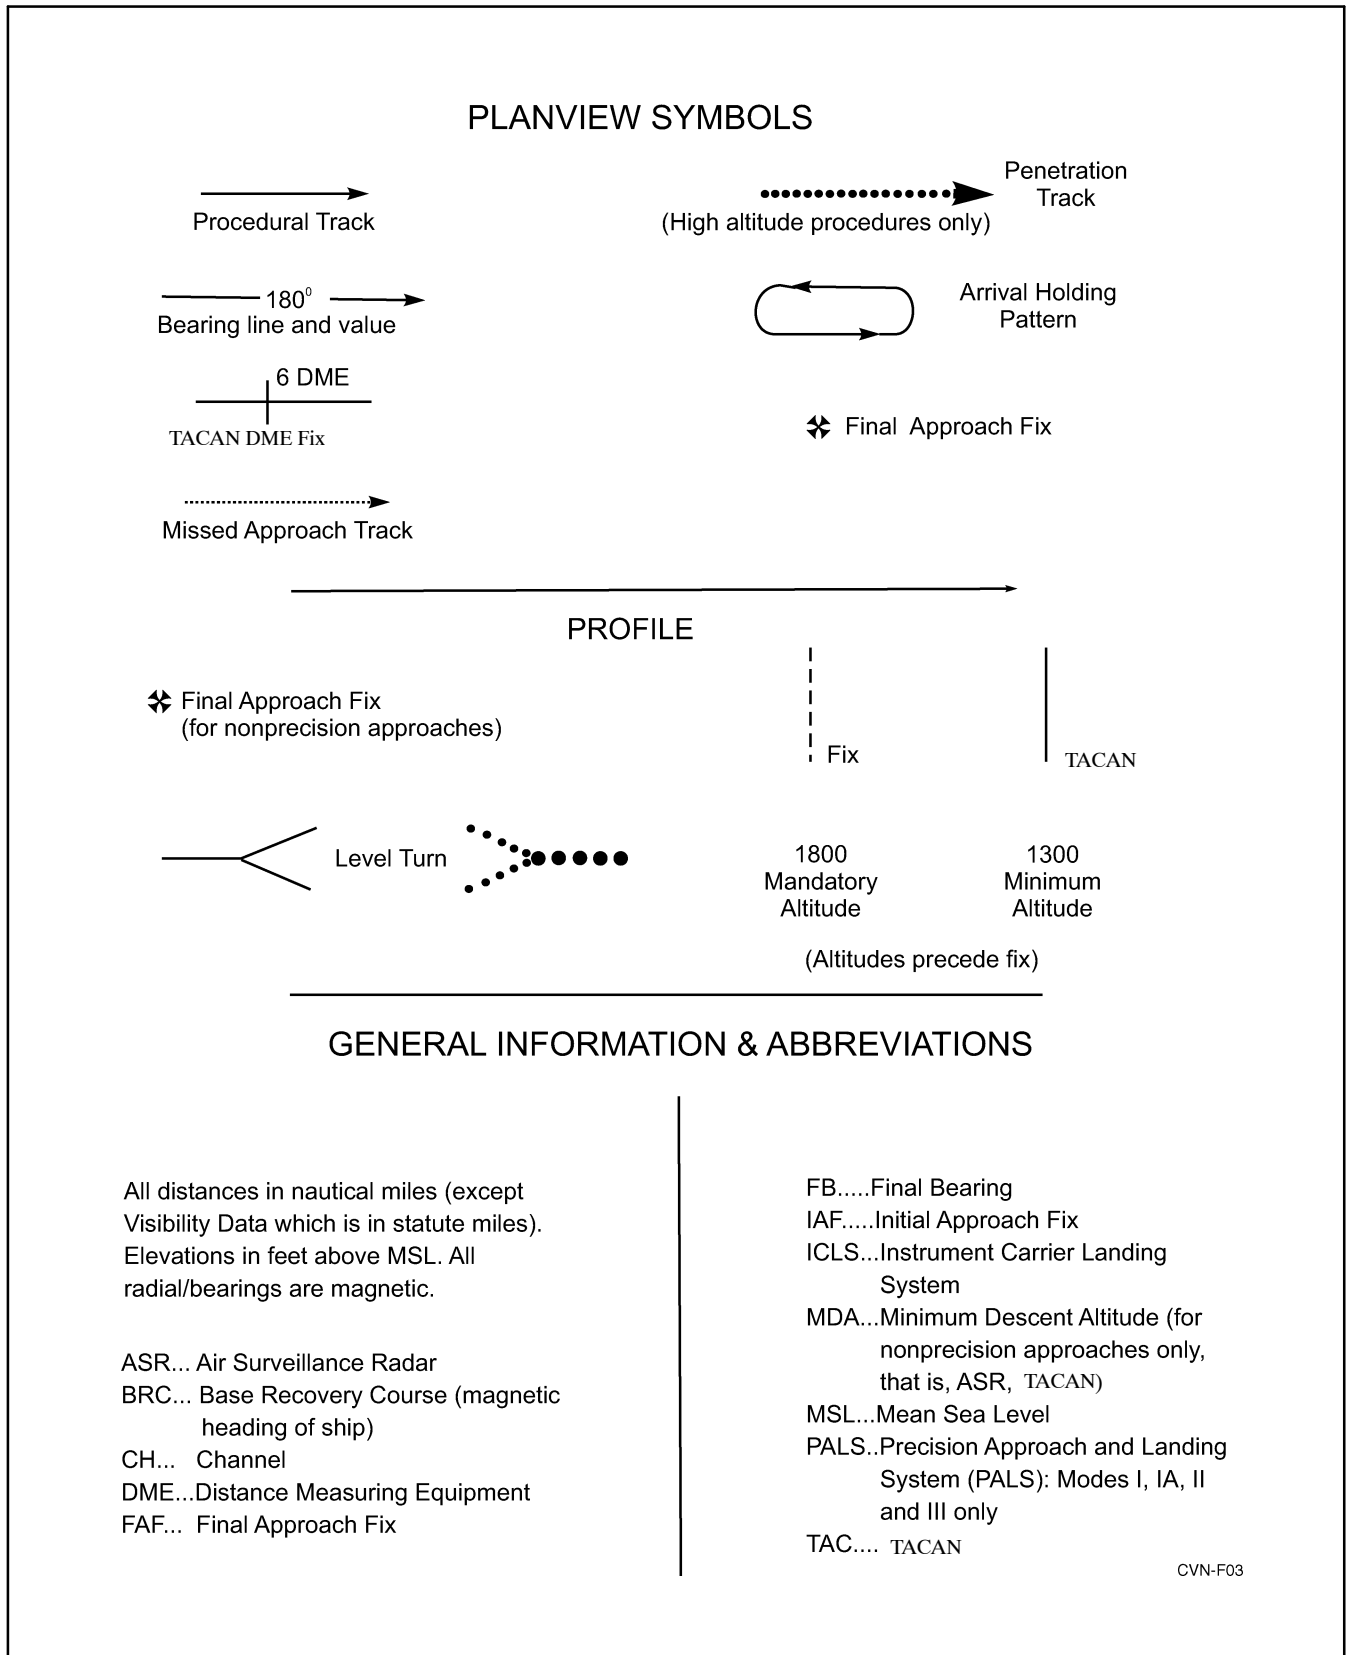 PLANVIEW SYMBOLS
Procedural Track
Penetration
Track
(High altitude procedures only)
180⁰
Bearing line and value
Arrival Holding
Pattern
6 DME
TACAN DME Fix
Final Approach Fix
Missed Approach Track
PROFILE
Final Approach Fix
(for nonprecision approaches)
Fix
TACAN
Level Turn
1800
Mandatory
Altitude
1300
Minimum
Altitude
(Altitudes precede fix)
GENERAL INFORMATION & ABBREVIATIONS
All distances in nautical miles (except
Visibility Data which is in statute miles).
Elevations in feet above MSL. All
radial/bearings are magnetic.
ASR... Air Surveillance Radar
BRC... Base Recovery Course (magnetic
heading of ship)
CH... Channel
DME...Distance Measuring Equipment
FAF... Final Approach Fix
FB.....Final Bearing
IAF.....Initial Approach Fix
ICLS...Instrument Carrier Landing
System
MDA...Minimum Descent Altitude (for
nonprecision approaches only,
that is, ASR, TACAN)
MSL...Mean Sea Level
PALS..Precision Approach and Landing
System (PALS): Modes I, IA, II
and III only
TAC.... TACAN
CVN-F03